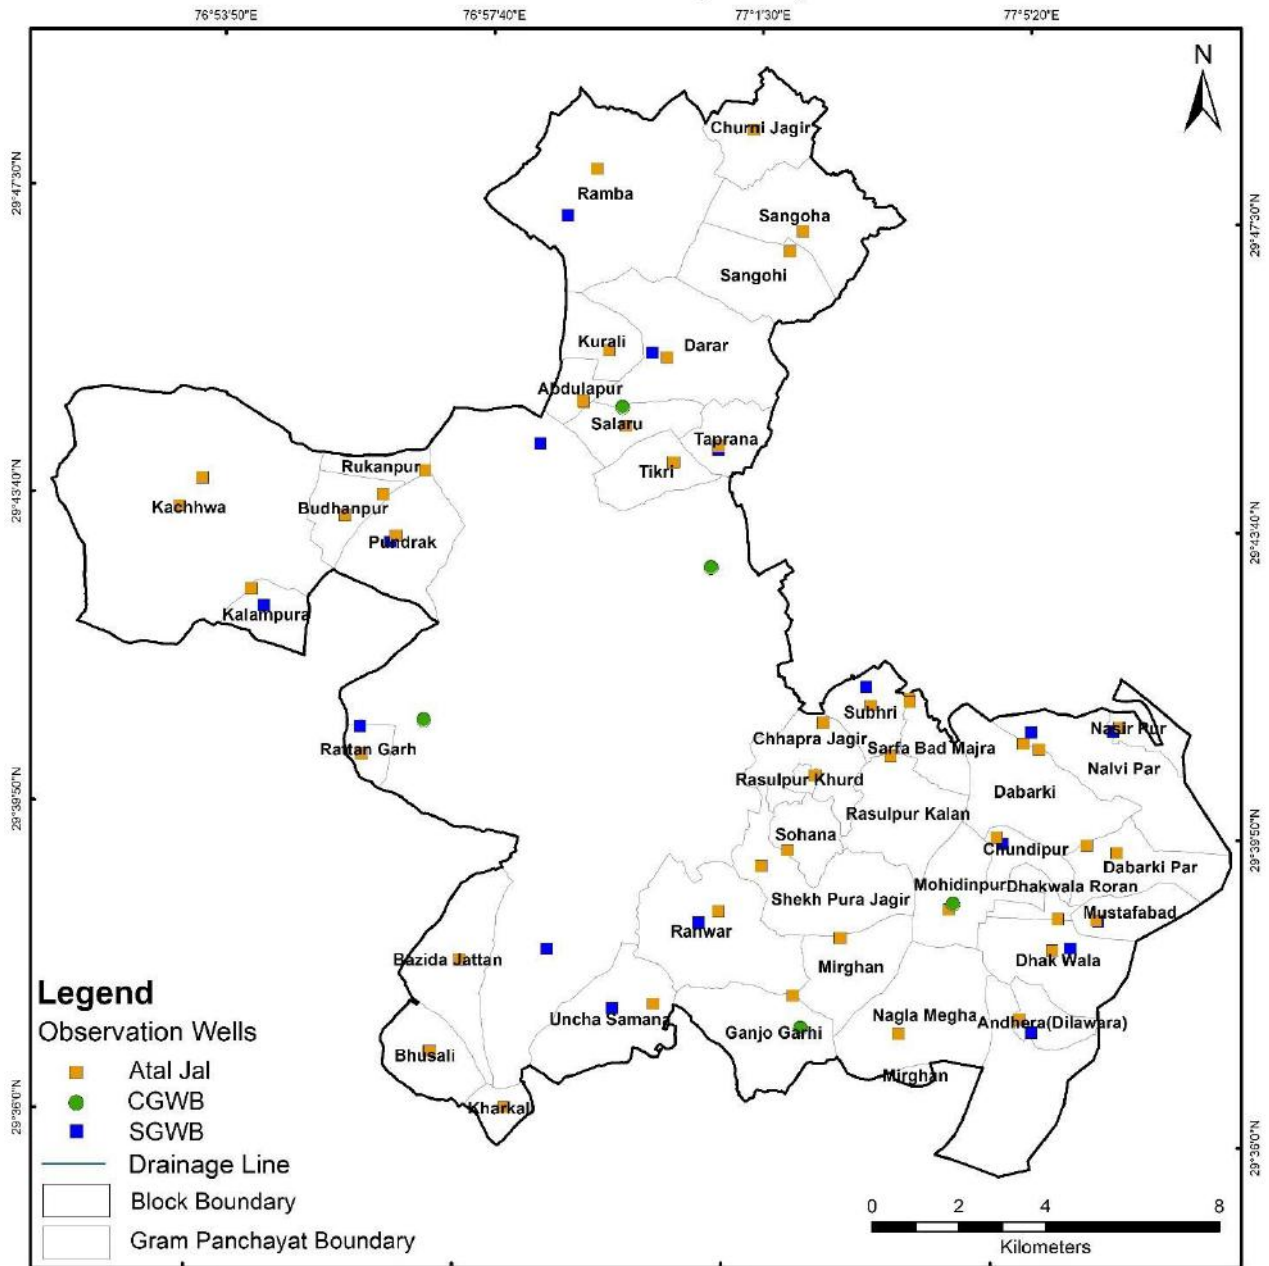 76°53'50"E 76°57'40"E 77°1'30"E 77°5'20"E
N
Churni Jagir
29°47'30"N
Ramba
Sangoha
29°47'30"N
Sangohi
Kurali
Darar
Abdulapur
Salaru
Taprana
Rukanpur
Tikri
29°43'40"N
Kachhwa
Budhanpur
29°43'40"N
Pundrak
Kalampura
Subhri
Nasir Pur
Chhapra Jagir
Sarfa Bad Majra
Rattan Garh
Nalvi Par
Rasulpur Khurd
Dabarki
29°39'50"N
Rasulpur Kalan
Sohana
29°39'50"N
Chundipur
Dabarki Par
Mohidinpur
Dhakwala Roran
Shekh Pura Jagir
Mustafabad
Ranwar
Bazida Jattan
Mirghan
Dhak Wala
Legend
Uncha Samana
Nagla Megha
Andhera(Dilawara)
Observation Wells
Ganjo Garhi
Bhusali
Atal Jal
Mirghan
CGWB
Kharkali
29°36'0"N
SGWB
29°36'0"N
Drainage Line
Block Boundary
0 2 4 8
Gram Panchayat Boundary
Kilometers